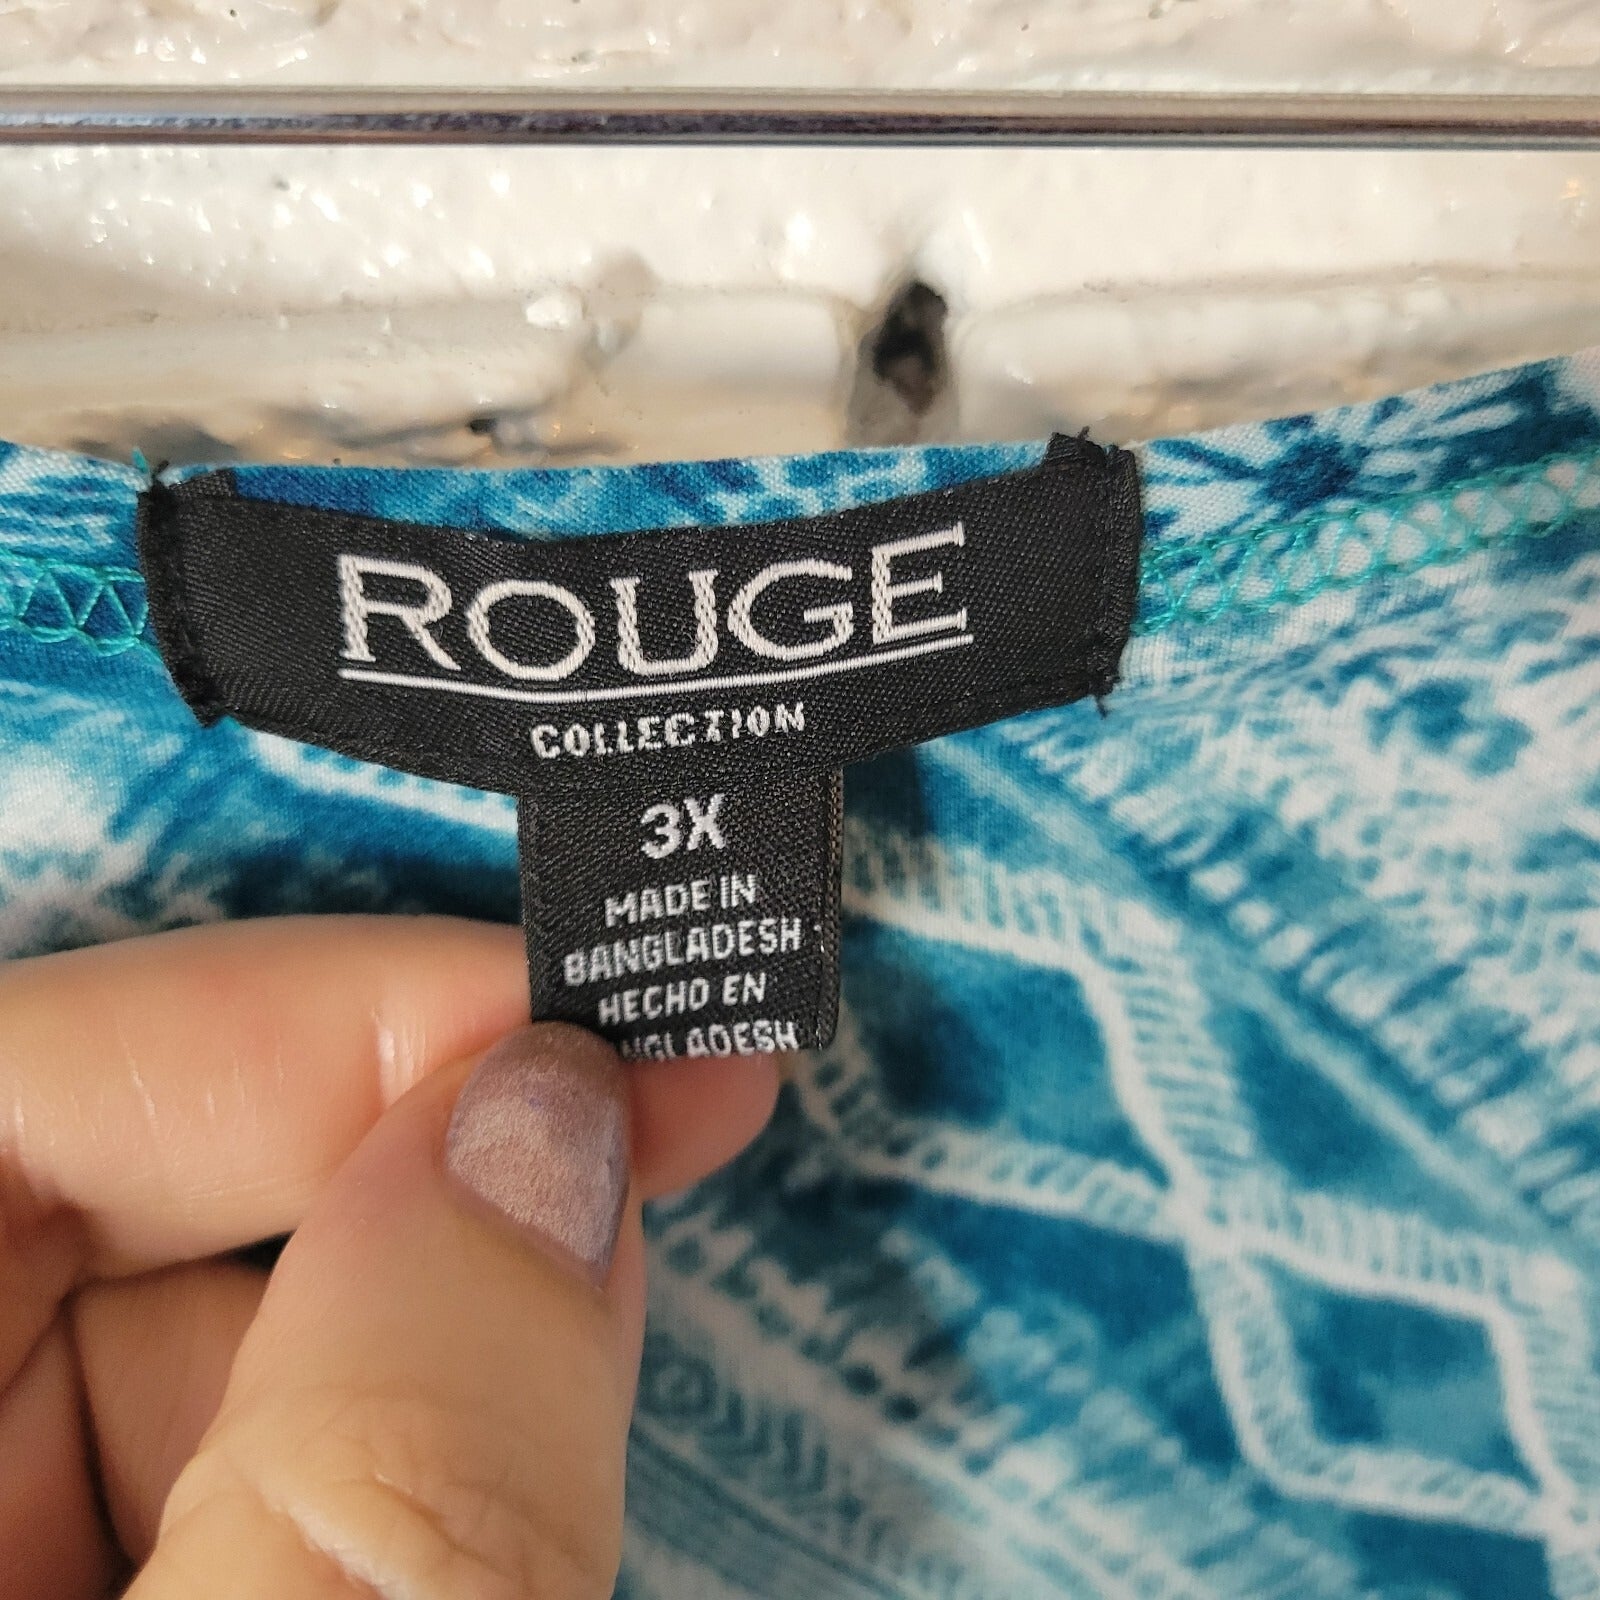 ROUGE
COLLECTION
3X
MADE IN
BANGLADESH
HECHO EN